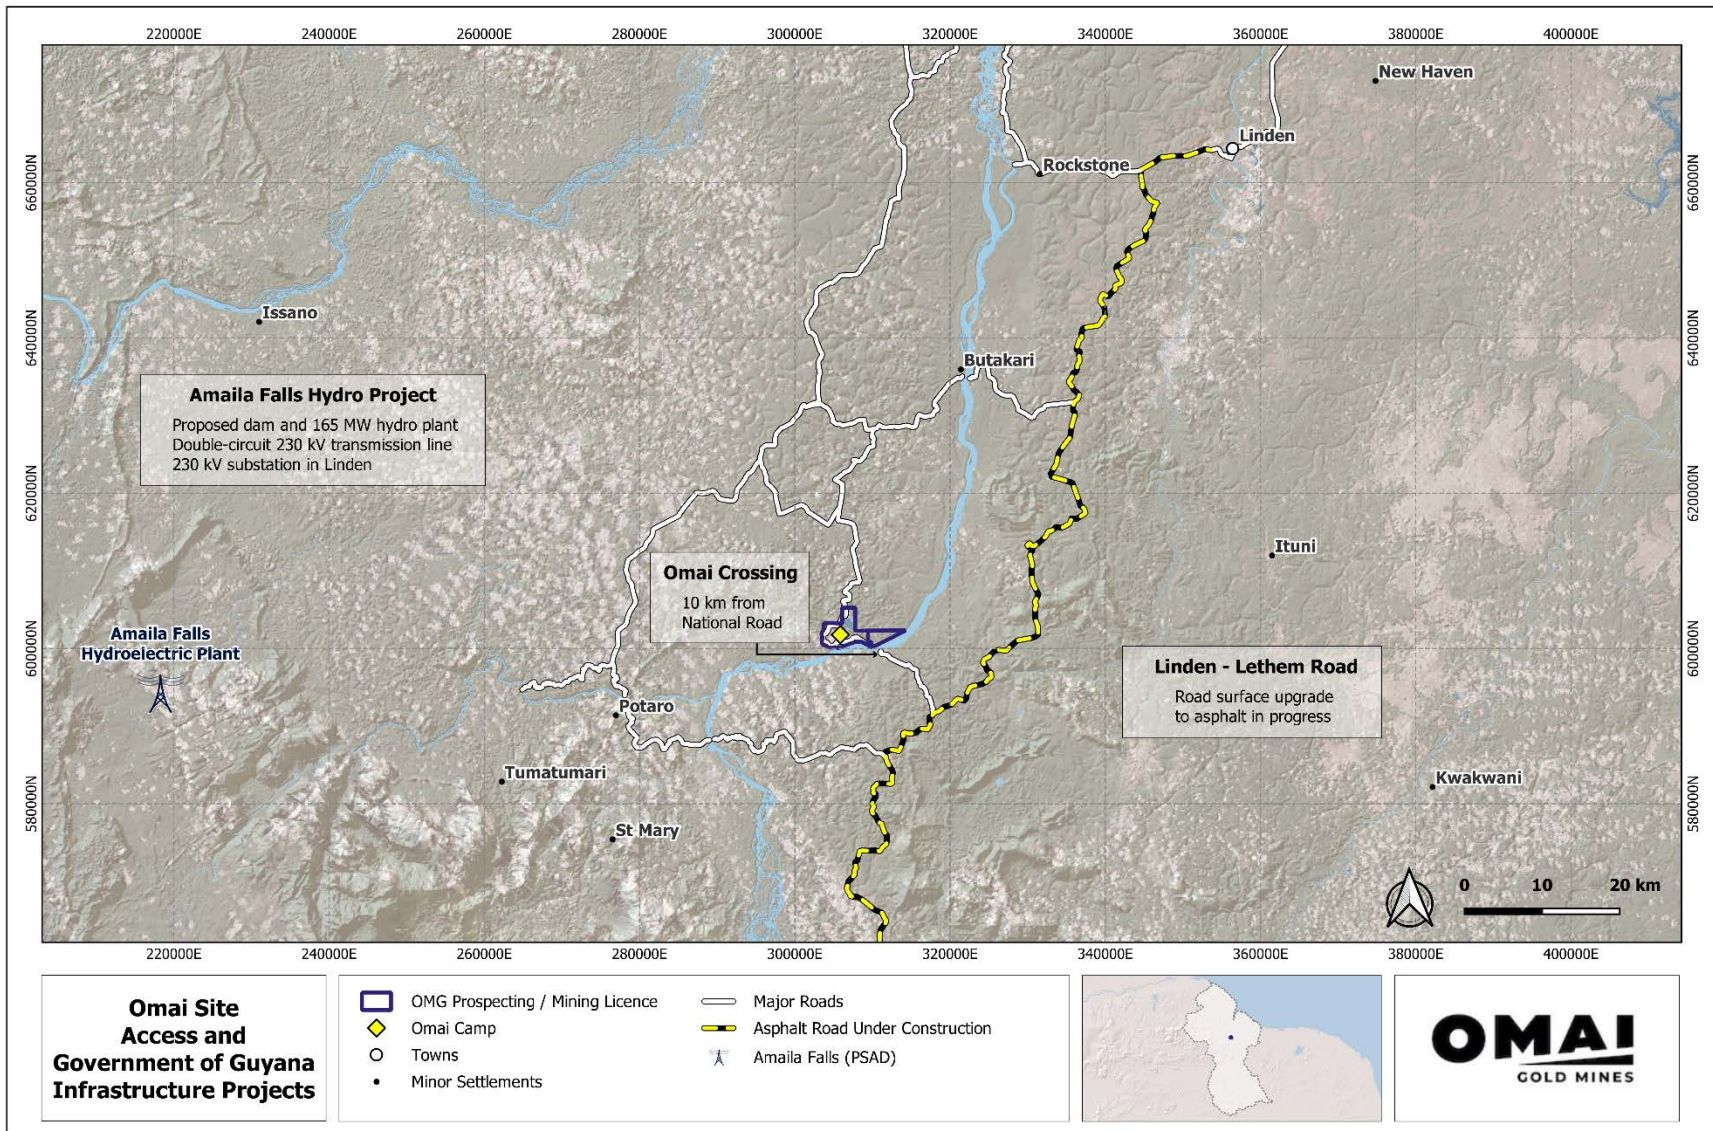 220000E 240000E 260000E 280000E 300000E 320000E 340000E 360000E 380000E 400000E
New Haven
Linden
Rockstone
660000N
660000N
Issano
640000N
640000N
Butakari
Amaila Falls Hydro Project
Proposed dam and 165 MW hydro plant
Double-circuit 230 kV transmission line
230 kV substation in Linden
620000N
620000N
Ituni
Omai Crossing
10 km from
National Road
Amaila Falls
Hydroelectric Plant
600000N
600000N
Linden - Lethem Road
Road surface upgrade
to asphalt in progress
Potaro
Tumatumari
Kwakwani
580000N
580000N
St Mary
0 10 20 km
220000E 240000E 260000E 280000E 300000E 320000E 340000E 360000E 380000E 400000E
Omai Site
Access and
Government of Guyana
Infrastructure Projects
OMG Prospecting / Mining Licence
Omai Camp
Towns
Minor Settlements
Major Roads
Asphalt Road Under Construction
Amaila Falls (PSAD)
OMAI
GOLD MINES